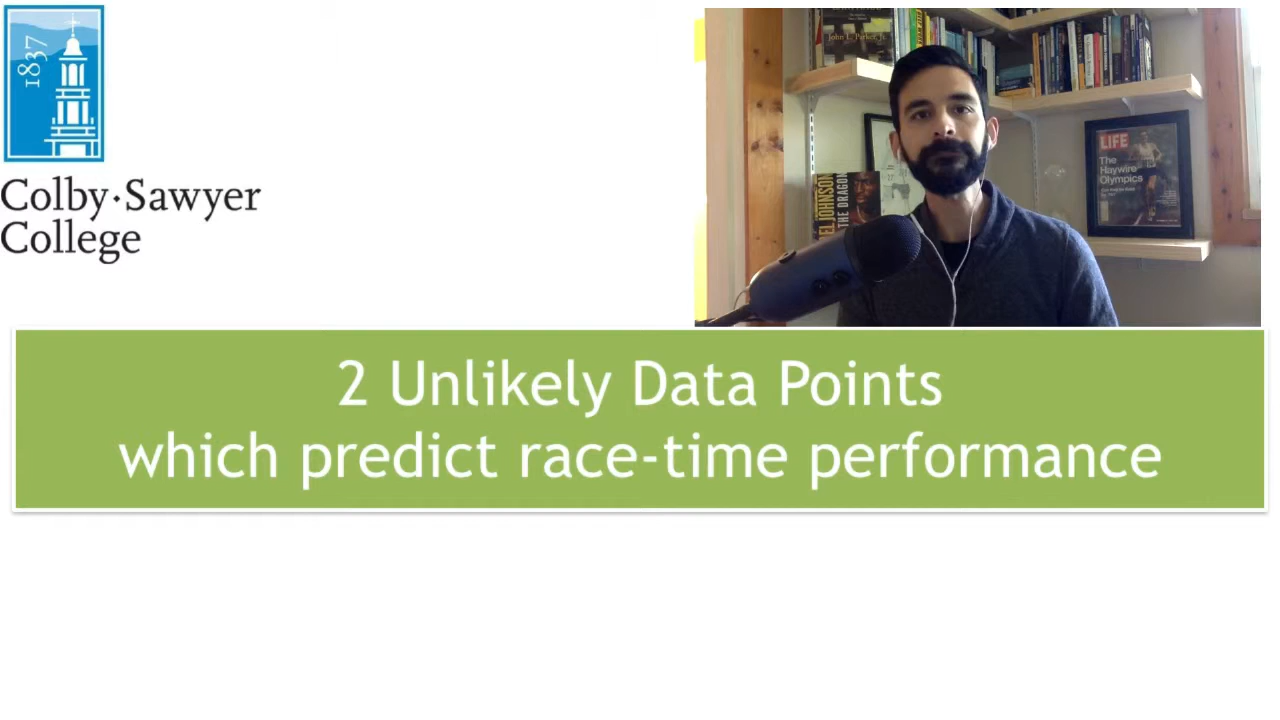 1837
Colby·Sawyer
College
John L. Parker, Jr.
THE DRAGON
LIFE
The
Haywire
Olympics
2 Unlikely Data Points
which predict race-time performance